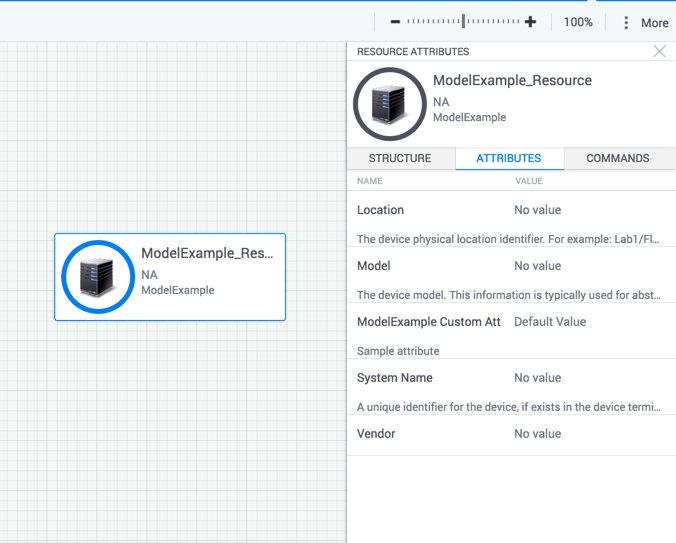 100%
More
RESOURCE ATTRIBUTES
ModelExample_Resource
NA
ModelExample
STRUCTURE
ATTRIBUTES
COMMANDS
NAME
VALUE
Location
No value
The device physical location identifier. For example: Lab1/Fl...
Model
No value
The device model. This information is typically used for abst...
ModelExample Custom Att
Default Value
Sample attribute
System Name
No value
A unique identifier for the device, if exists in the device termi...
Vendor
No value
ModelExample_Res...
NA
ModelExample